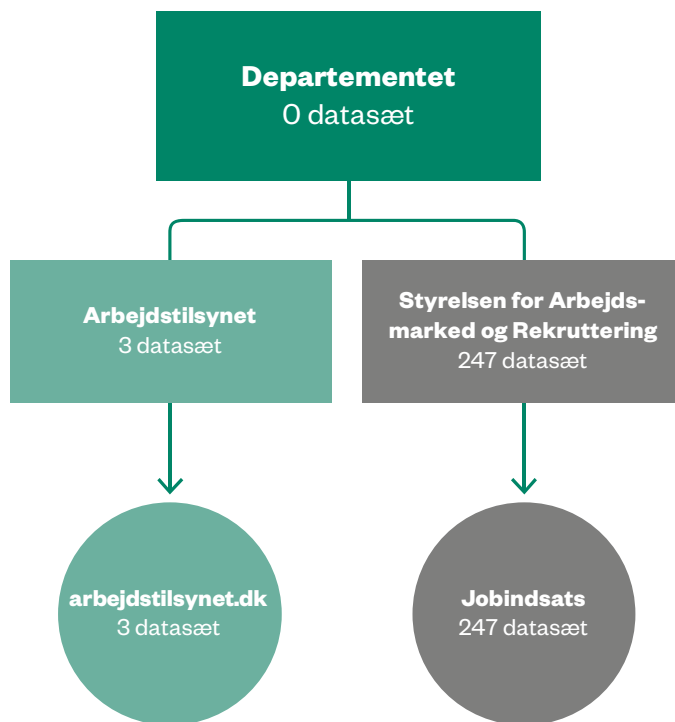 Departementet
0 datasæt
Arbejdstilsynet
3 datasæt
Styrelsen for Arbejds-
marked og Rekruttering
247 datasæt
arbejdstilsynet.dk
3 datasæt
Jobindsats
247 datasæt